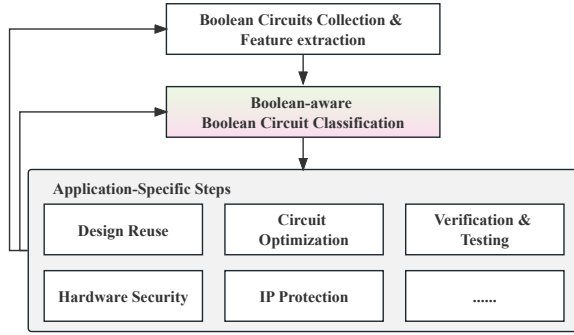 Boolean Circuits Collection &
Feature extraction
Boolean-aware
Boolean Circuit Classification
Application-Specific Steps
Design Reuse
Circuit
Optimization
Verification &
Testing
Hardware Security
IP Protection
......